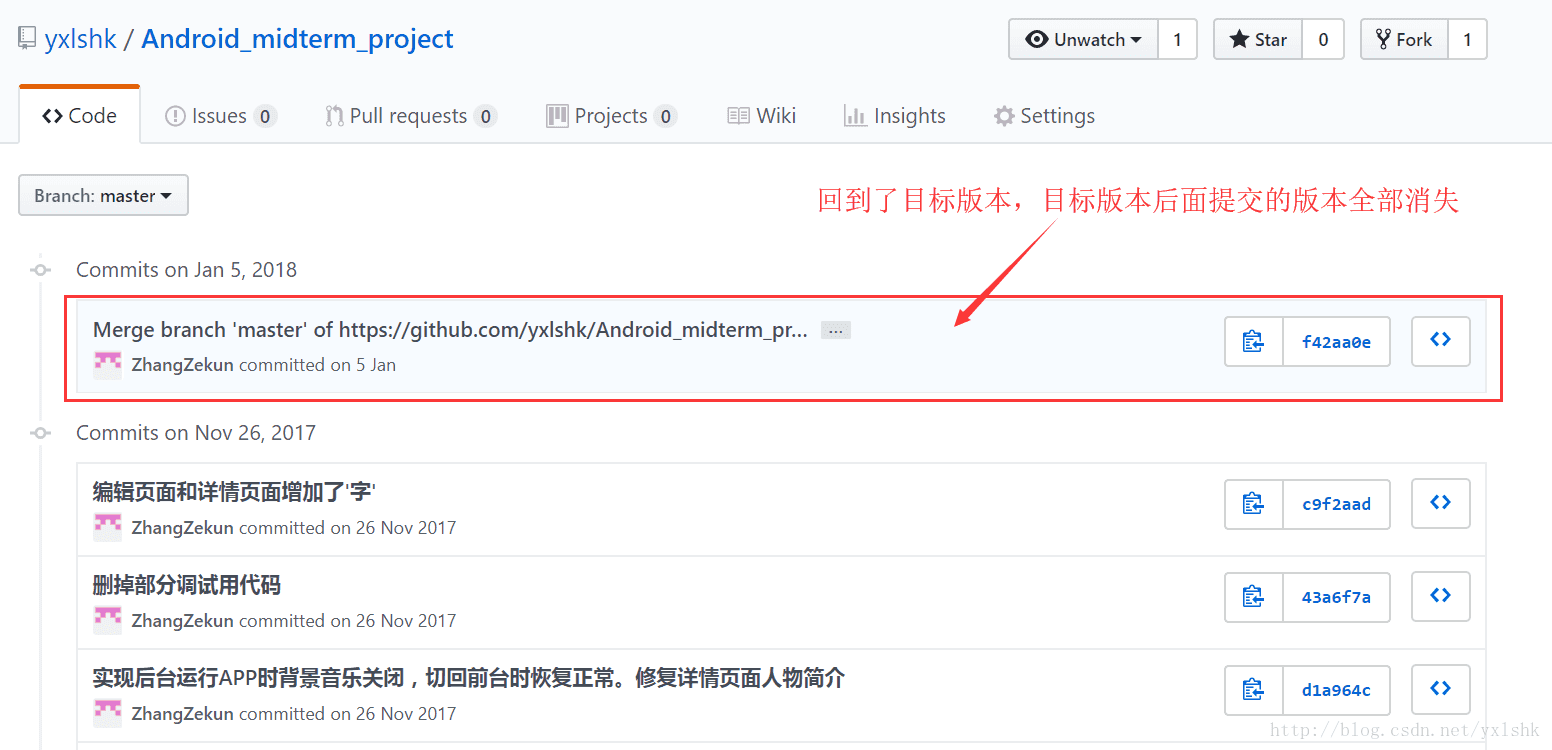 yxlshk / Android_midterm_project
Unwatch 1 Star 0 Fork 1
Code Issues 0 Pull requests 0 Projects 0 Wiki Insights Settings
Branch: master
回到了目标版本，目标版本后面提交的版本全部消失
Commits on Jan 5, 2018
Merge branch 'master' of https://github.com/yxlshk/Android_midterm_pr... …
f42aa0e
ZhangZekun committed on 5 Jan
Commits on Nov 26, 2017
编辑页面和详情页面增加了'字'
c9f2aad
ZhangZekun committed on 26 Nov 2017
删掉部分调试用代码
43a6f7a
ZhangZekun committed on 26 Nov 2017
实现后台运行APP时背景音乐关闭，切回前台时恢复正常。修复详情页面人物简介
d1a964c
ZhangZekun committed on 26 Nov 2017
http://blog.csdn.net/yxlshk